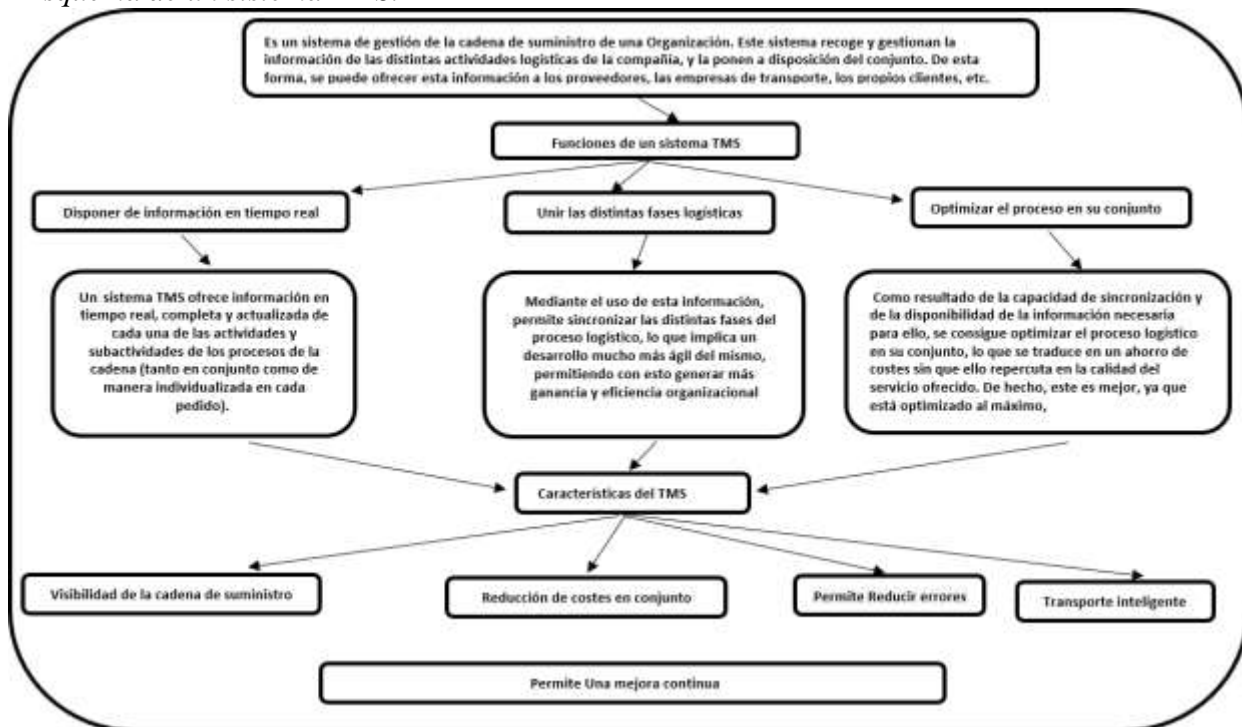 squema de un sistema TMS.
Es un sistema de gestión de la cadena de suministro de una Organización. Este sistema recoge y gestionan la
información de las distintas actividades logísticas de la compañía, y la ponen a disposición del conjunto. De esta
forma, se puede ofrecer esta información a los proveedores, las empresas de transporte, los propios clientes, etc.
Funciones de un sistema TMS
Disponer de información en tiempo real
Unir las distintas fases logísticas
Optimizar el proceso en su conjunto
Un sistema TMS ofrece información en
tiempo real, completa y actualizada de
cada una de las actividades y
subactividades de los procesos de la
cadena (tanto en conjunto como de
manera individualizada en cada
pedido).
Mediante el uso de esta información,
permite sincronizar las distintas fases del
proceso logístico, lo que implica un
desarrollo mucho más ágil del mismo,
permitiendo con esto generar más
ganancia y eficiencia organizacional
Como resultado de la capacidad de sincronización y
de la disponibilidad de la información necesaria
para ello, se consigue optimizar el proceso logístico
en su conjunto, lo que se traduce en un ahorro de
costes sin que ello repercuta en la calidad del
servicio ofrecido. De hecho, este es mejor, ya que
está optimizado al máximo,
Características del TMS
Visibilidad de la cadena de suministro
Reducción de costes en conjunto
Permite Reducir errores
Transporte inteligente
Permite Una mejora continua